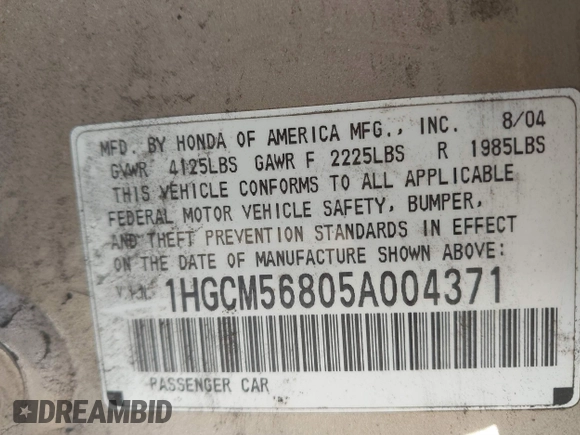 MFD. BY HONDA OF AMERICA MFG., INC. 8/04
GVWR 4125LBS GAWR F 2225LBS R 1985LBS
THIS VEHICLE CONFORMS TO ALL APPLICABLE
FEDERAL MOTOR VEHICLE SAFETY, BUMPER,
AND THEFT PREVENTION STANDARDS IN EFFECT
ON THE DATE OF MANUFACTURE SHOWN ABOVE:
V.I.N. 1HGCM56805A004371
PASSENGER CAR
DREAMBID